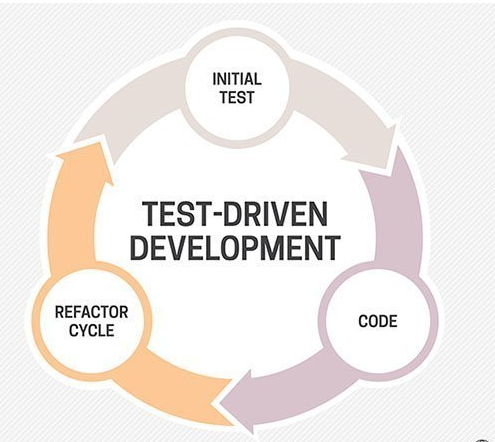 INITIAL
TEST
TEST-DRIVEN
DEVELOPMENT
REFACTOR
CYCLE
CODE